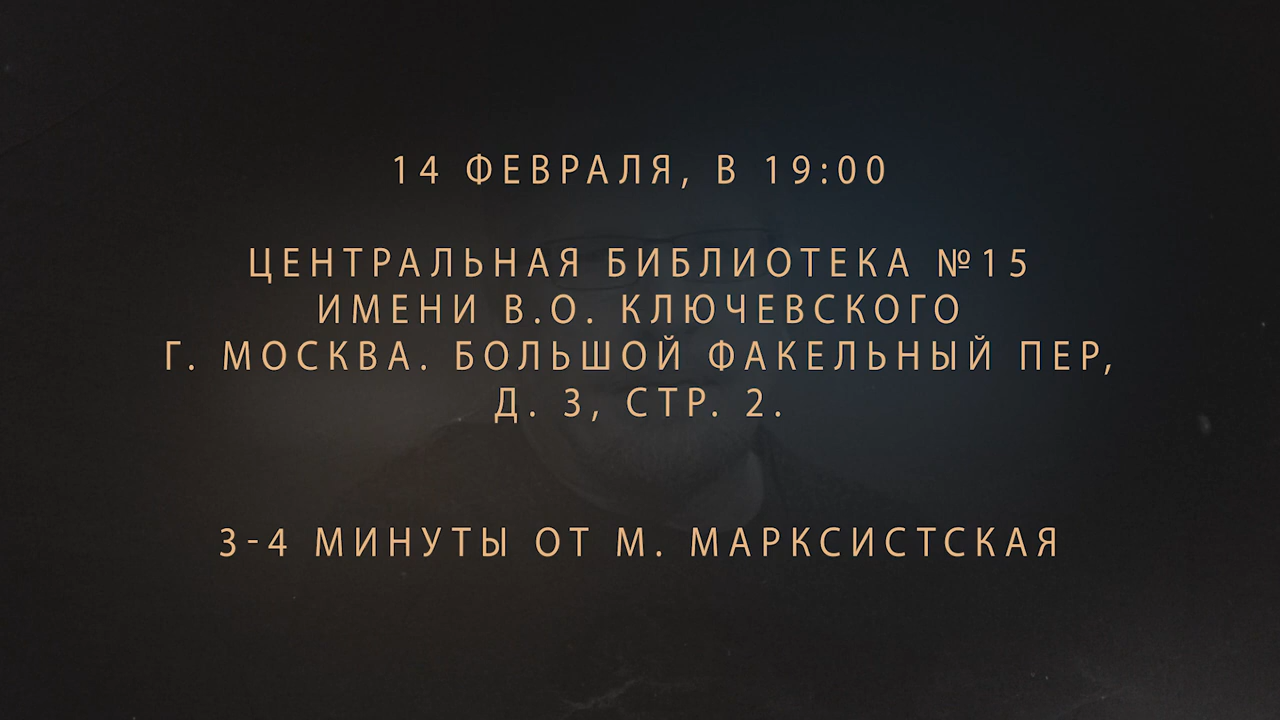 14 ФЕВРАЛЯ, В 19:00
ЦЕНТРАЛЬНАЯ БИБЛИОТЕКА №15
ИМЕНИ В.О. КЛЮЧЕВСКОГО
Г. МОСКВА. БОЛЬШОЙ ФАКЕЛЬНЫЙ ПЕР,
Д. 3, СТР. 2.
3-4 МИНУТЫ ОТ М. МАРКСИСТСКАЯ